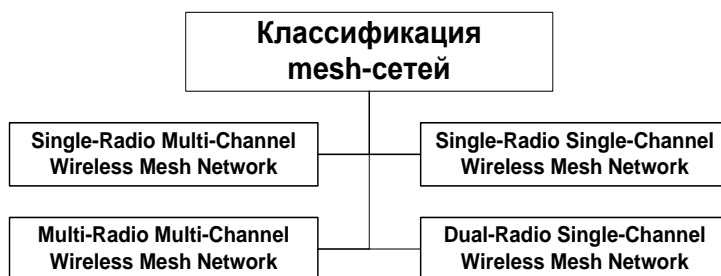 Классификация
mesh-сетей
Single-Radio Multi-Channel
Wireless Mesh Network
Single-Radio Single-Channel
Wireless Mesh Network
Multi-Radio Multi-Channel
Wireless Mesh Network
Dual-Radio Single-Channel
Wireless Mesh Network